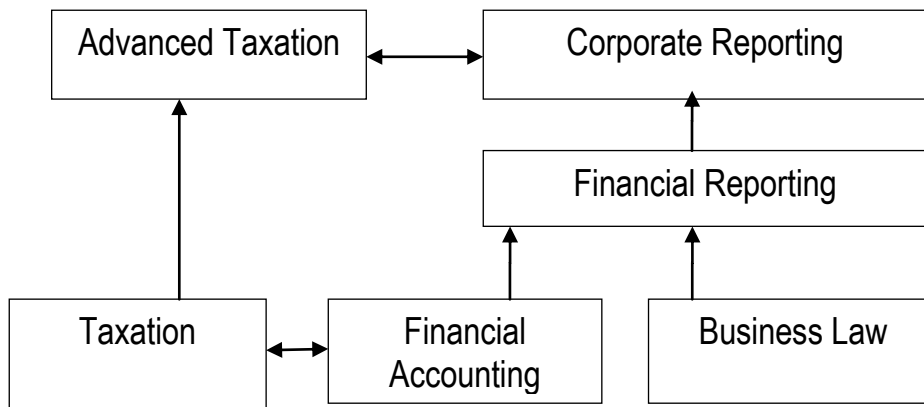 Advanced Taxation
Corporate Reporting
Financial Reporting
Taxation
Financial
Accounting
Business Law